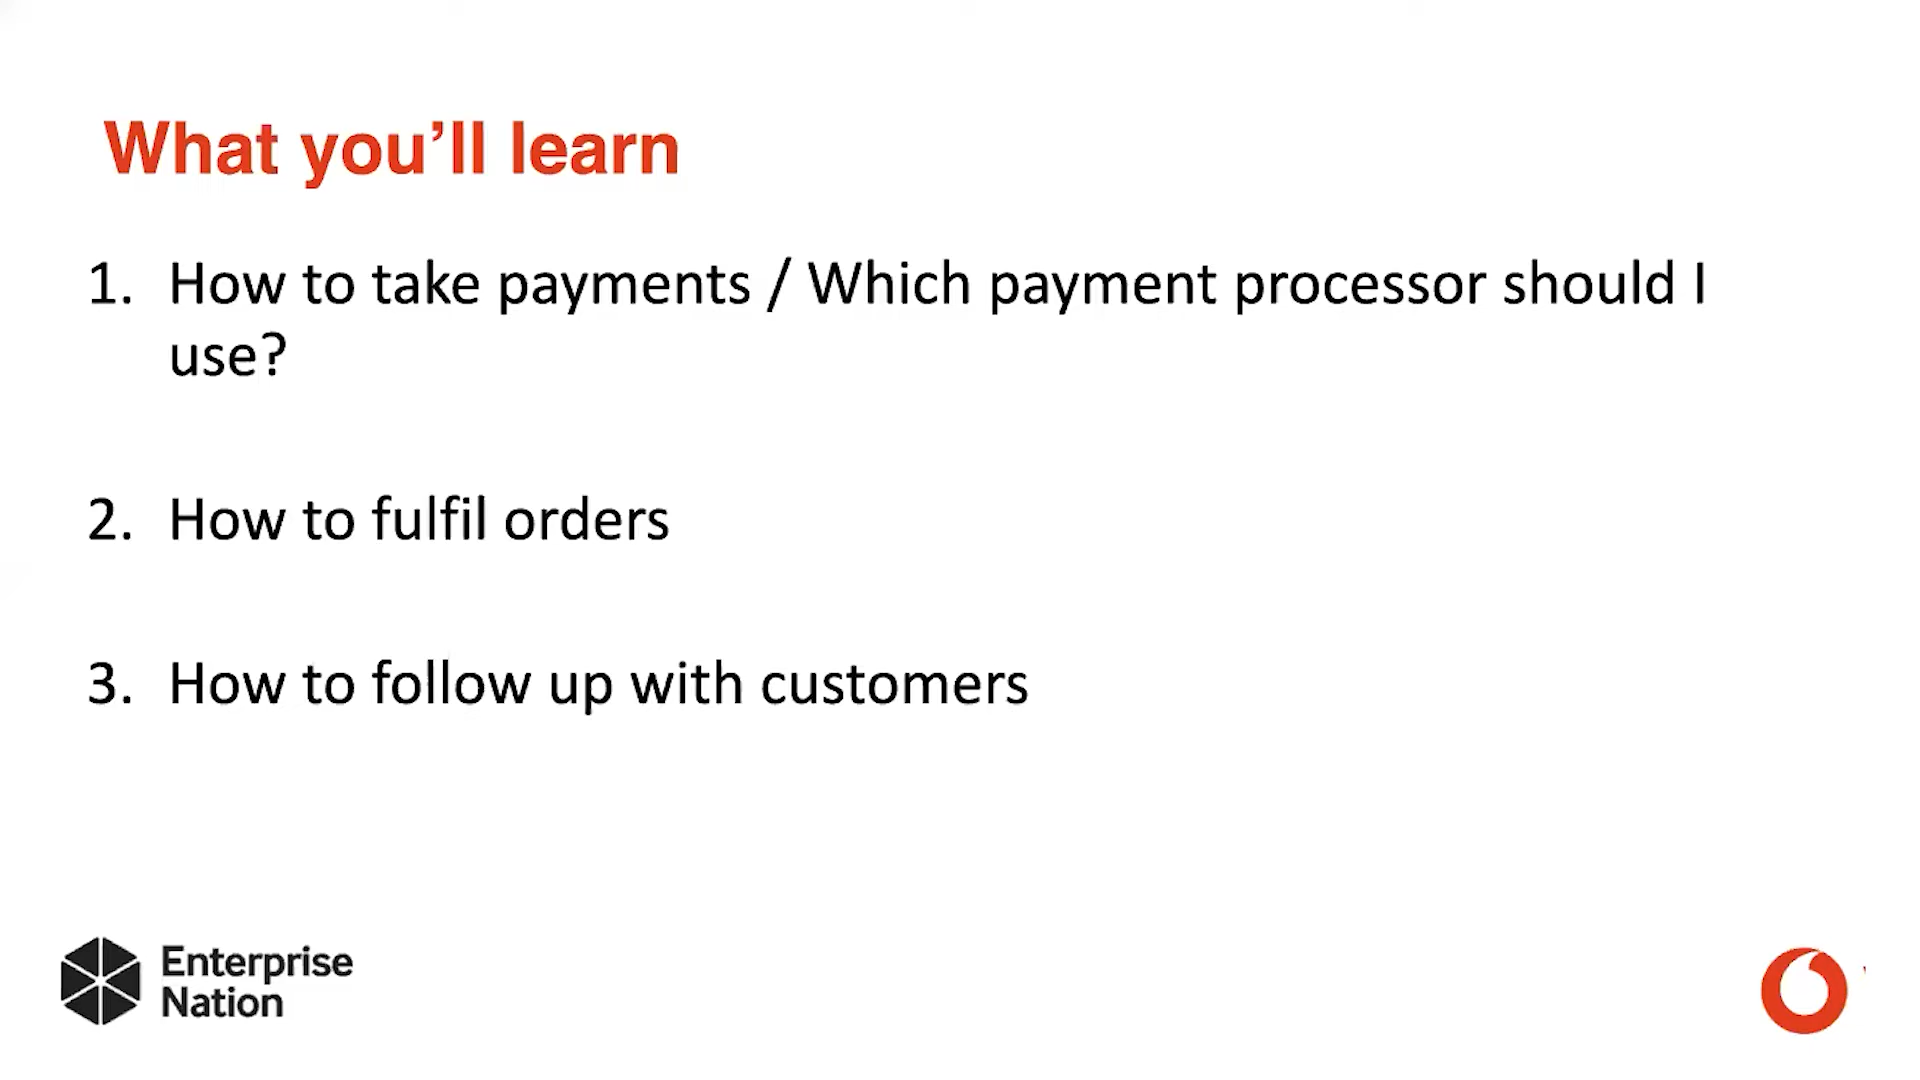 What you’ll learn
1. How to take payments / Which payment processor should I
use?
2. How to fulfil orders
3. How to follow up with customers
Enterprise
Nation